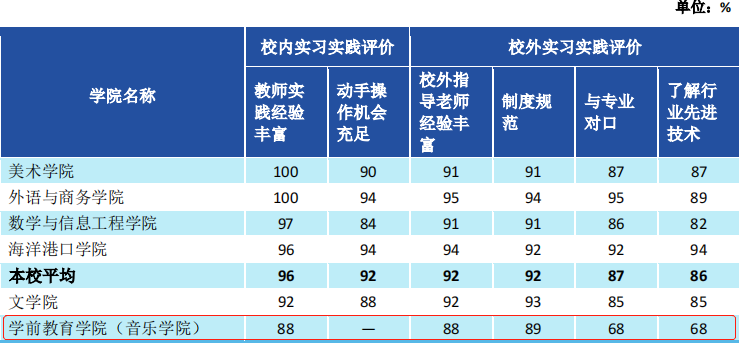 单位：%
学院名称 校内实习实践评价 校外实习实践评价
教师实践经验丰富 动手操作机会充足 校外指导老师经验丰富 制度规范 与专业对口 了解行业先进技术
美术学院 100 90 91 91 87 87
外语与商务学院 100 94 95 94 95 89
数学与信息工程学院 97 84 91 91 86 82
海洋港口学院 96 94 94 92 92 94
本校平均 96 92 92 92 87 86
文学院 92 88 92 93 85 85
学前教育学院（音乐学院） 88 — 88 89 68 68